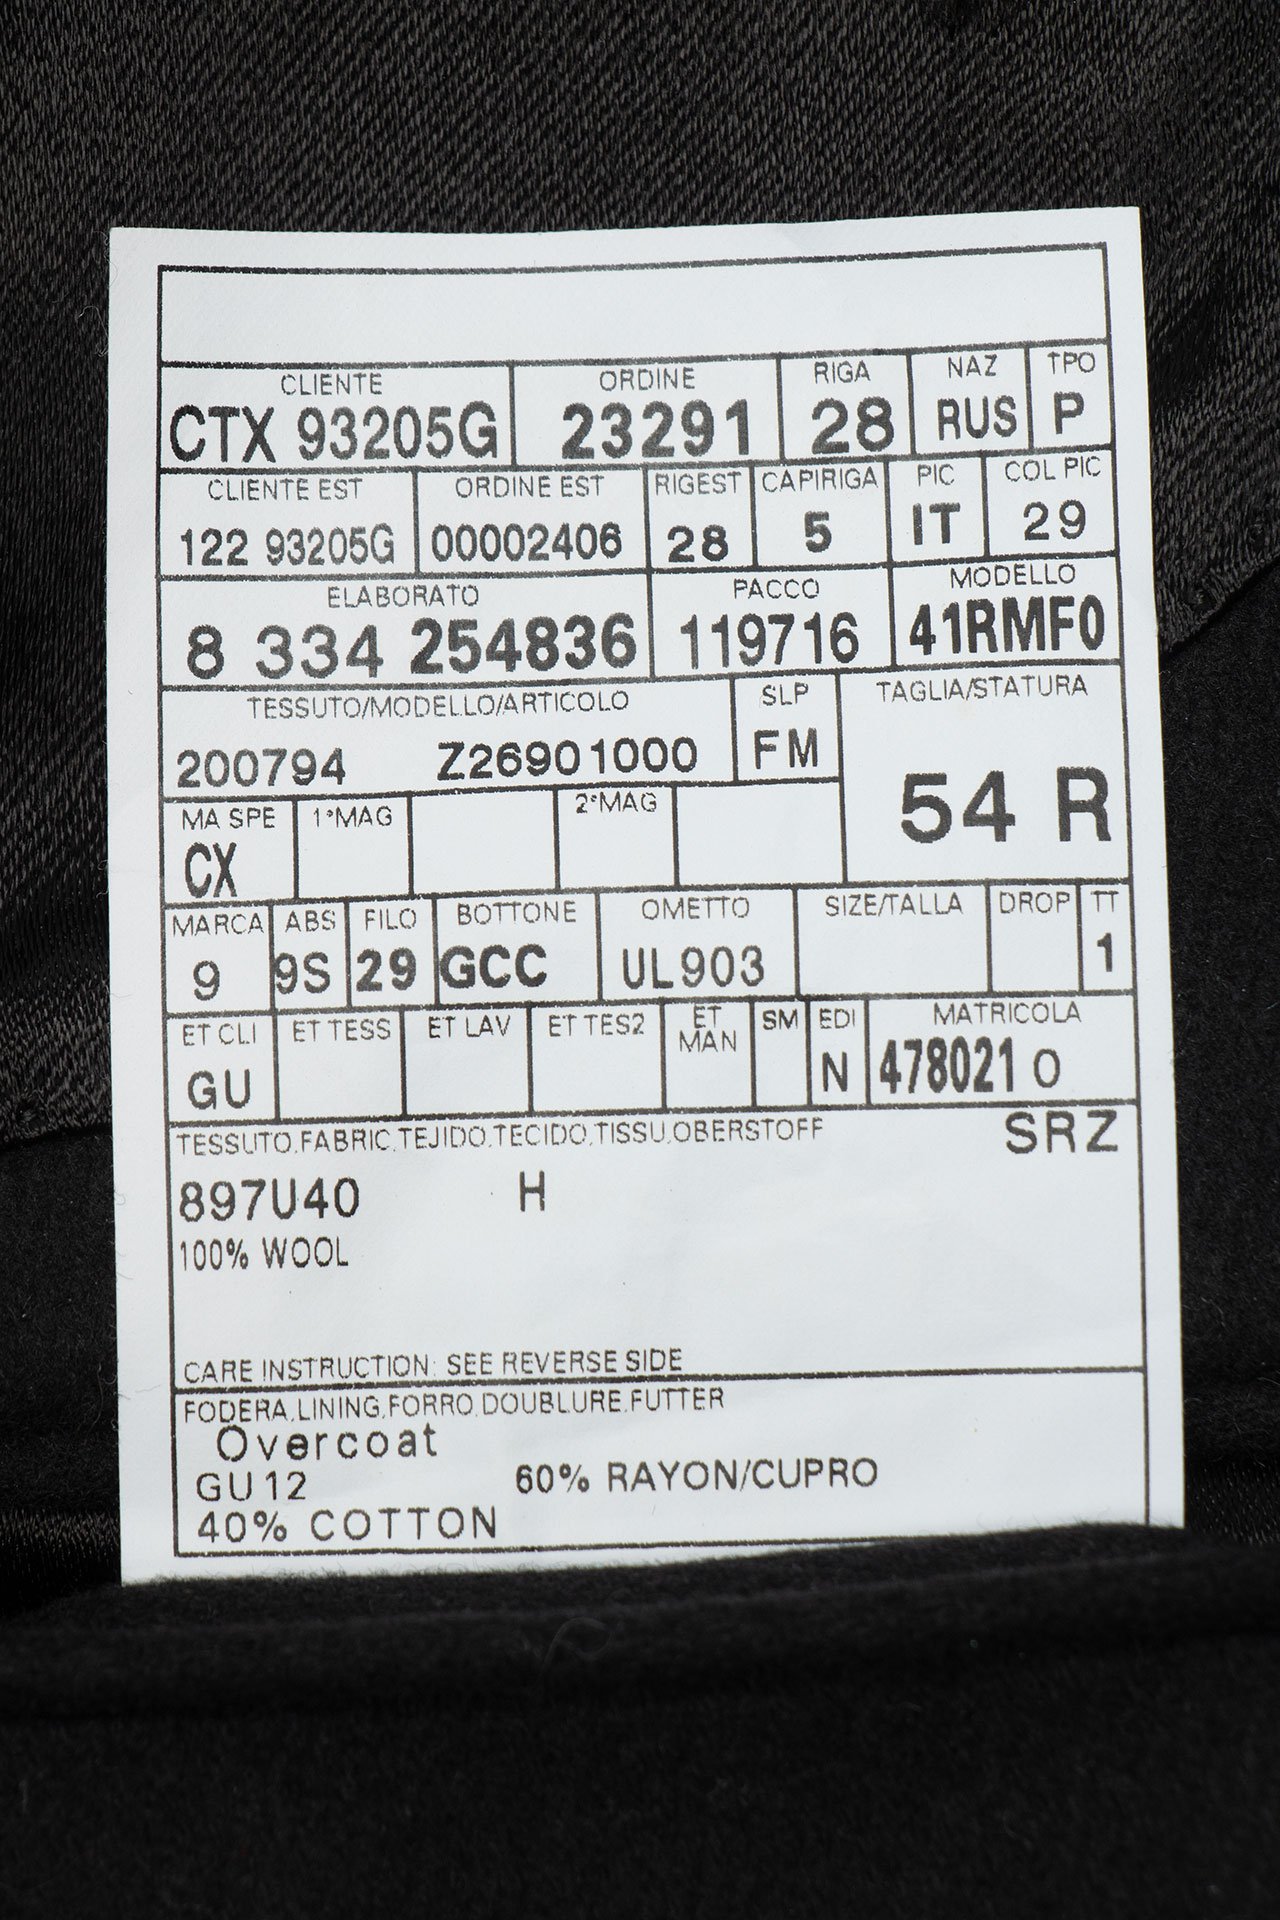 CLIENTE ORDINE RIGA NAZ TPO
CTX 93205G 23291 28 RUS P
CLIENTE EST ORDINE EST RIGEST CAPIRIGA PIC COL PIC
122 93205G 00002406 28 5 IT 29
ELABORATO PACCO MODELLO
8 334 254836 119716 41RMF0
TESSUTO/MODELLO/ARTICOLO SLP TAGLIA/STATURA
200794 Z26901000 FM 54 R
MA SPE 1°MAG 2°MAG
CX
MARCA ABS FILO BOTTONE OMETTO SIZE/TALLA DROP TT
9 9S 29 GCC UL903 1
ET CLI ET TESS ET LAV ET TES2 ET MAN SM EDI MATRICOLA
GU N 478021 0
TESSUTO,FABRIC,TEJIDO,TECIDO,TISSU,OBERSTOFF SRZ
897U40 H
100% WOOL
CARE INSTRUCTION: SEE REVERSE SIDE
FODERA,LINING,FORRO,DOUBLURE,FUTTER
Overcoat
GU12 60% RAYON/CUPRO
40% COTTON